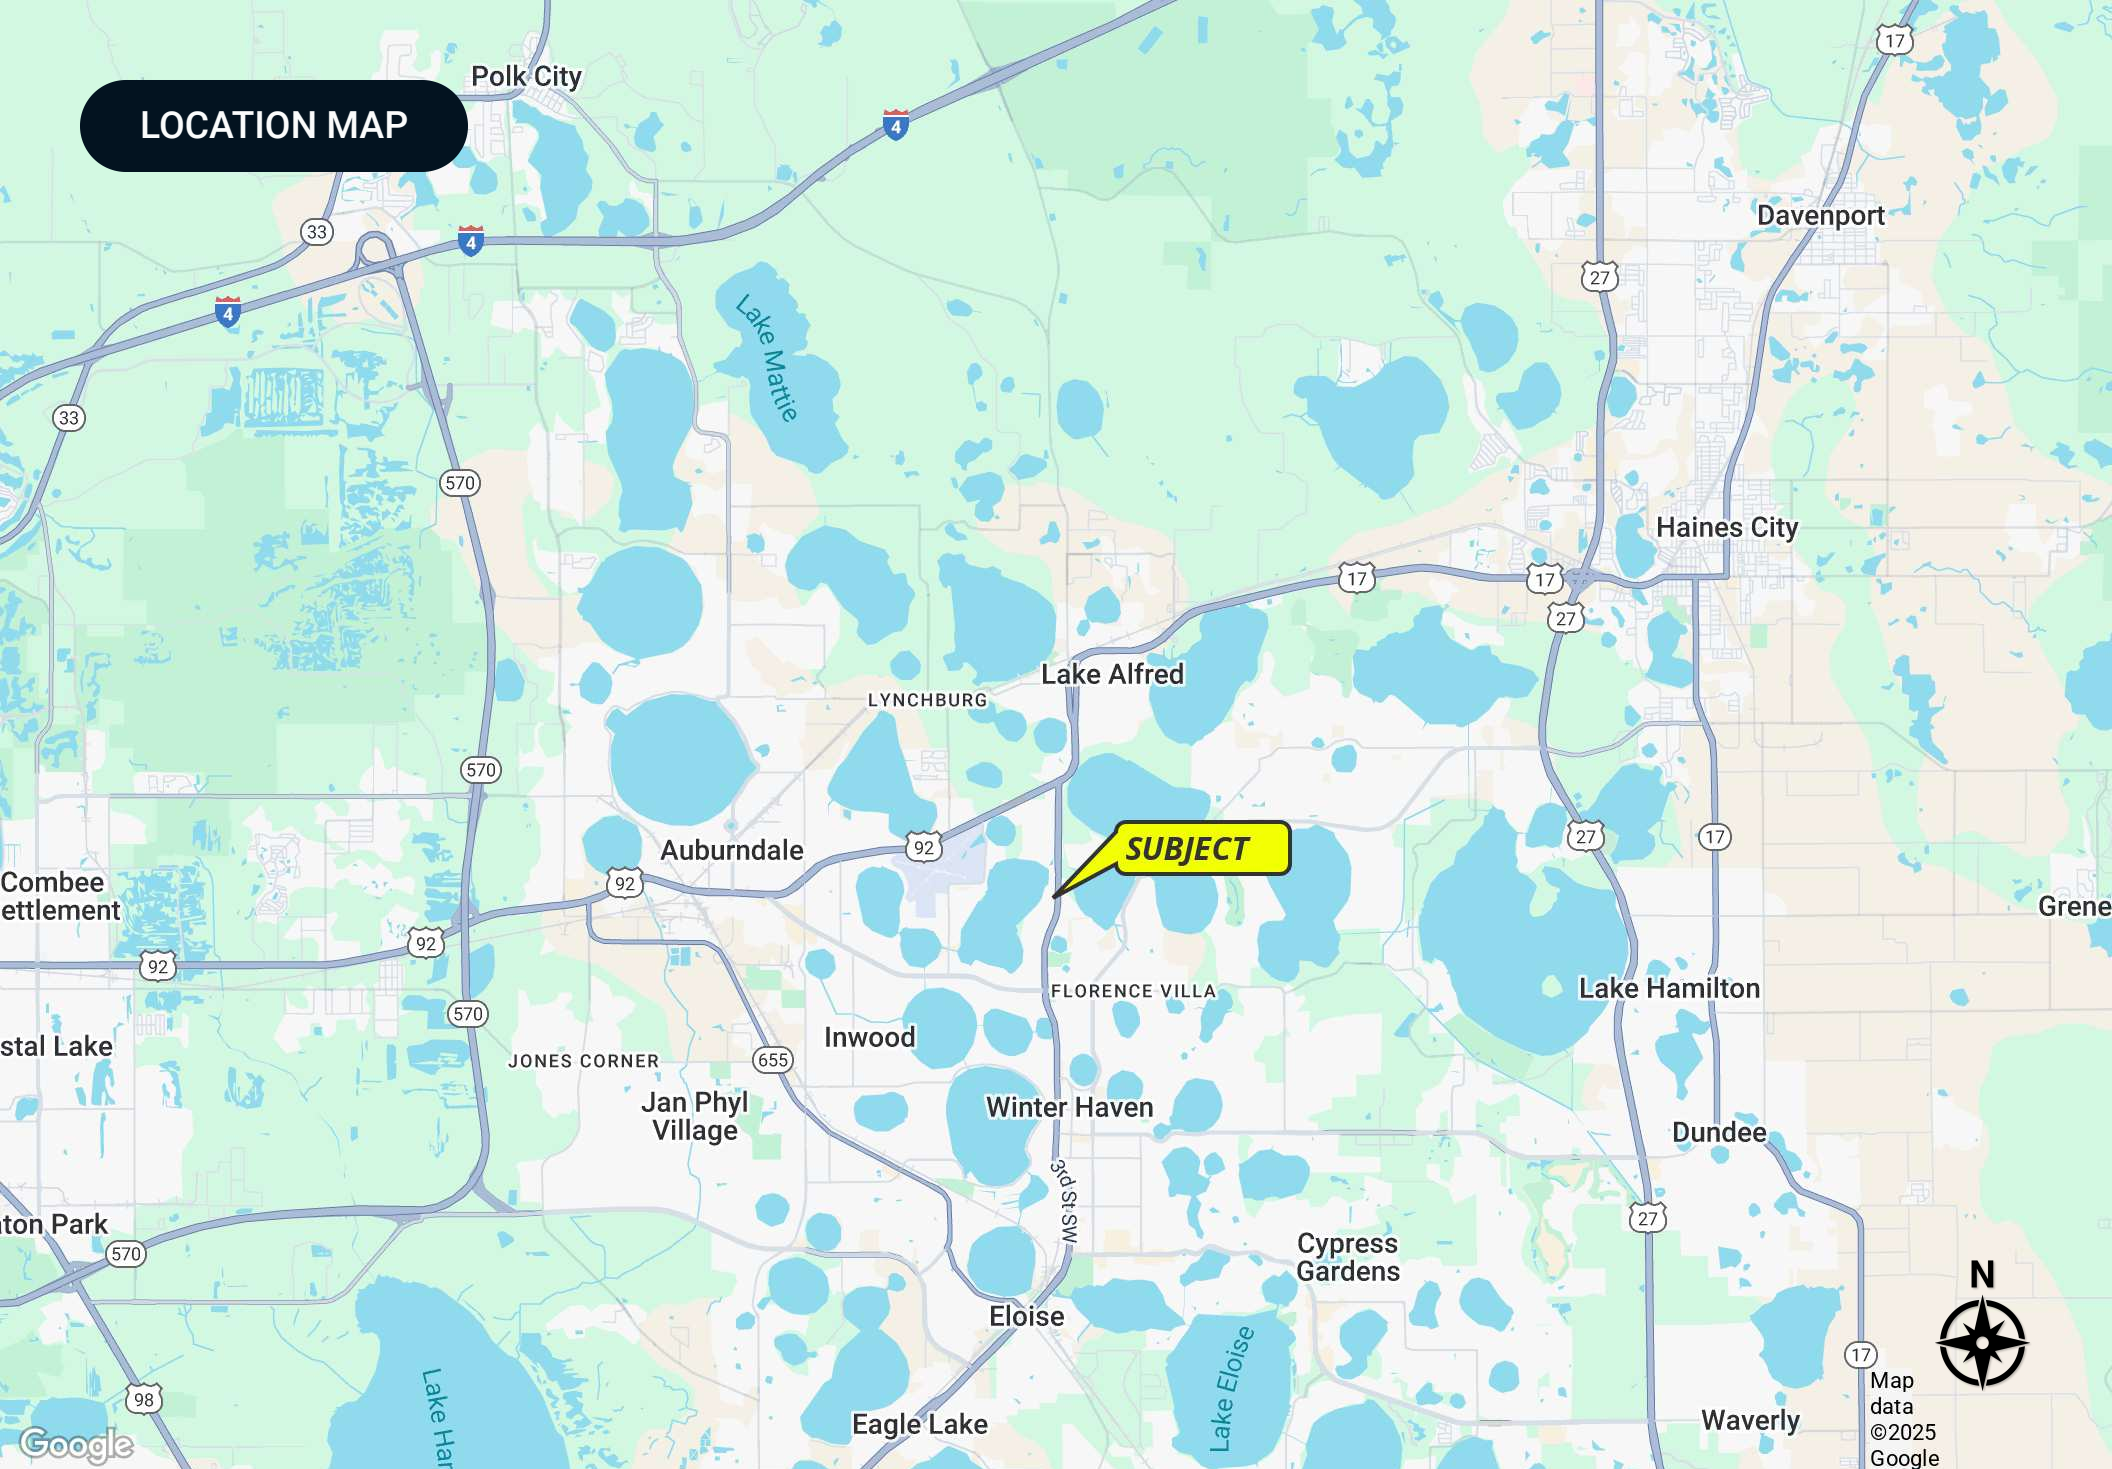 Polk City
17
LOCATION MAP
4
33
4
Davenport
27
4
Lake Mattie
33
570
Haines City
17
17
27
Lake Alfred
LYNCHBURG
570
27
17
92
SUBJECT
Auburndale
92
Combee
ettlement
Grene
92
92
Lake Hamilton
FLORENCE VILLA
570
Inwood
stal Lake
JONES CORNER
655
Jan Phyl
Village
Winter Haven
Dundee
3rd St SW
27
ton Park
570
Cypress
Gardens
N
Eloise
Lake Eloise
17
Map
data
©2025
Google
98
Lake Har
Eagle Lake
Waverly
Google